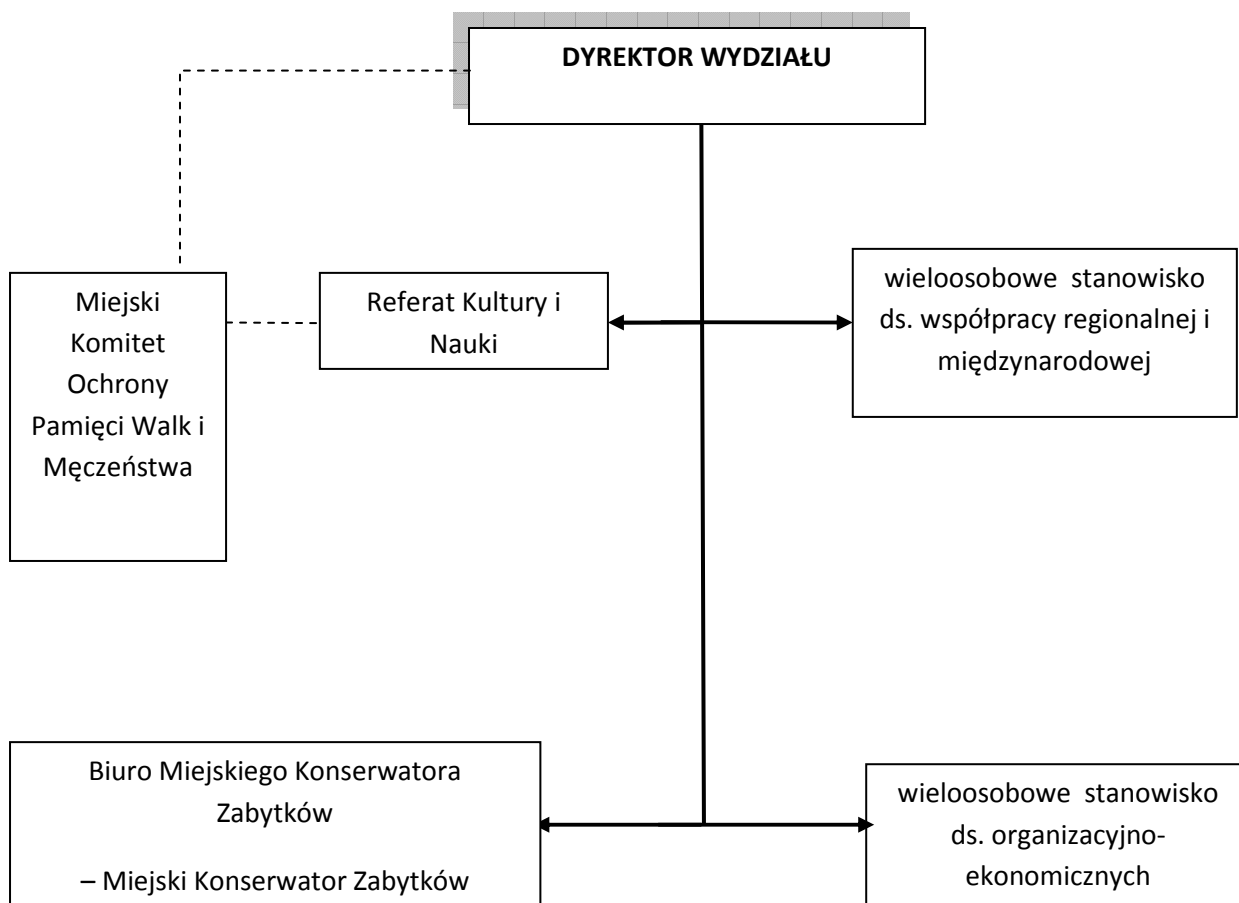 DYREKTOR WYDZIAŁU
Miejski
Komitet
Ochrony
Pamięci Walk i
Męczeństwa
Referat Kultury i
Nauki
wieloosobowe stanowisko
ds. współpracy regionalnej i
międzynarodowej
Biuro Miejskiego Konserwatora
Zabytków
– Miejski Konserwator Zabytków
wieloosobowe stanowisko
ds. organizacyjno-
ekonomicznych